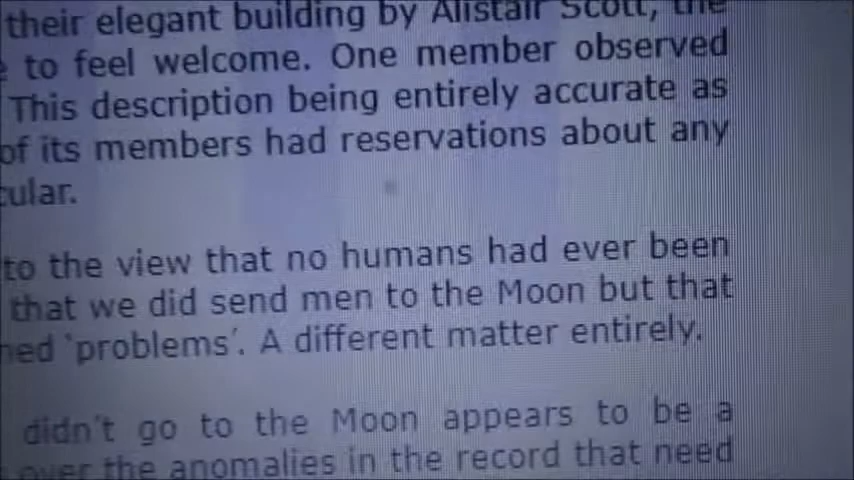 their elegant building by Alistair Scott, the
to feel welcome. One member observed
This description being entirely accurate as
of its members had reservations about any
cular.
to the view that no humans had ever been
that we did send men to the Moon but that
ned 'problems'. A different matter entirely.
didn't go to the Moon appears to be a
over the anomalies in the record that need